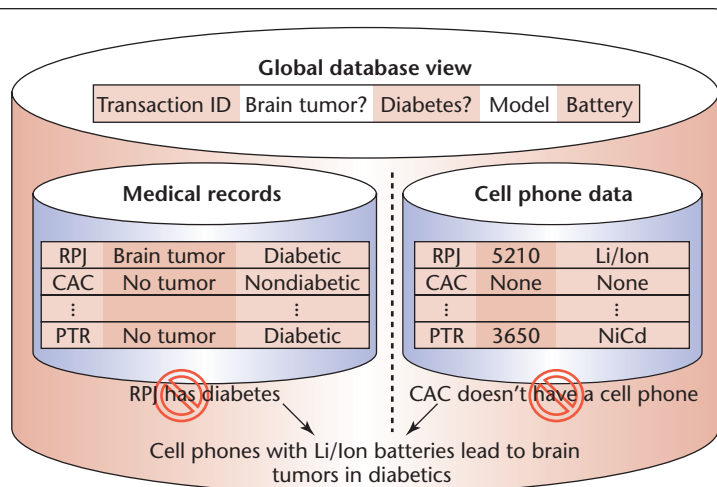 Global database view
Transaction ID Brain tumor? Diabetes? Model Battery
Medical records
RPJ Brain tumor Diabetic
CAC No tumor Nondiabetic
⋮ ⋮ ⋮
PTR No tumor Diabetic
Cell phone data
RPJ 5210 Li/Ion
CAC None None
⋮ ⋮ ⋮
PTR 3650 NiCd
RPJ has diabetes
CAC doesn't have a cell phone
Cell phones with Li/Ion batteries lead to brain
tumors in diabetics